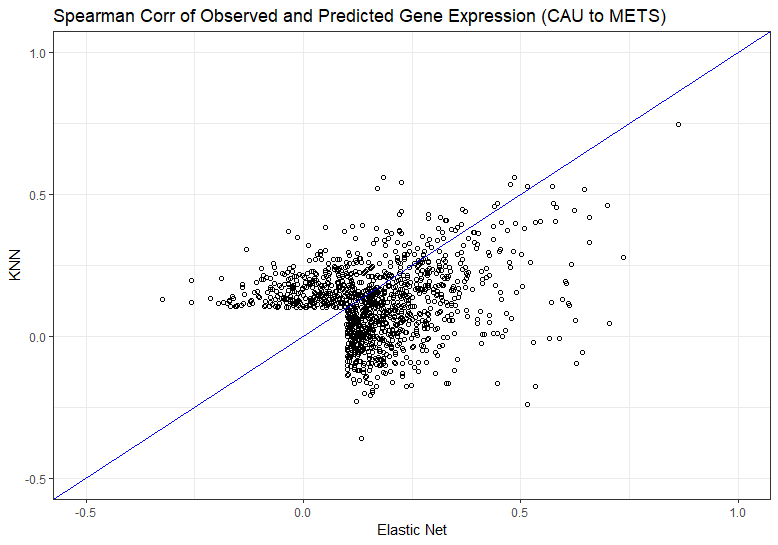 Spearman Corr of Observed and Predicted Gene Expression (CAU to METS)
1.0
0.5
0.0
-0.5
KNN
-0.5
0.0
0.5
1.0
Elastic Net